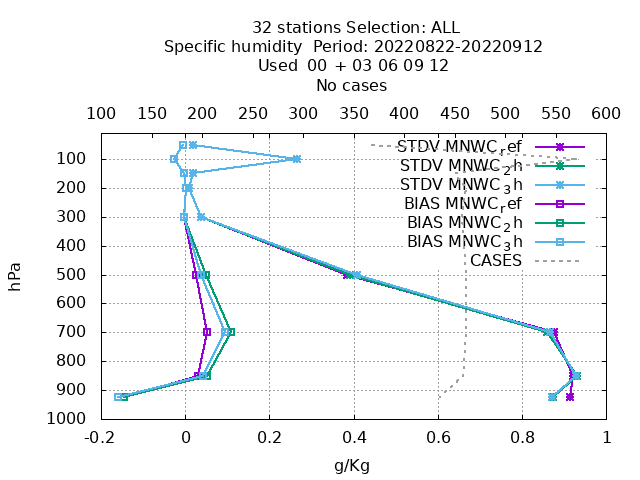 32 stations Selection: ALL
Specific humidity  Period: 20220822-20220912
Used  00 + 03 06 09 12
No cases
100 150 200 250 300 350 400 450 500 550 600
STDV MNWC_ref
STDV MNWC_2h
STDV MNWC_3h
BIAS MNWC_ref
BIAS MNWC_2h
BIAS MNWC_3h
CASES
hPa
100
200
300
400
500
600
700
800
900
1000
-0.2 0 0.2 0.4 0.6 0.8 1
g/Kg